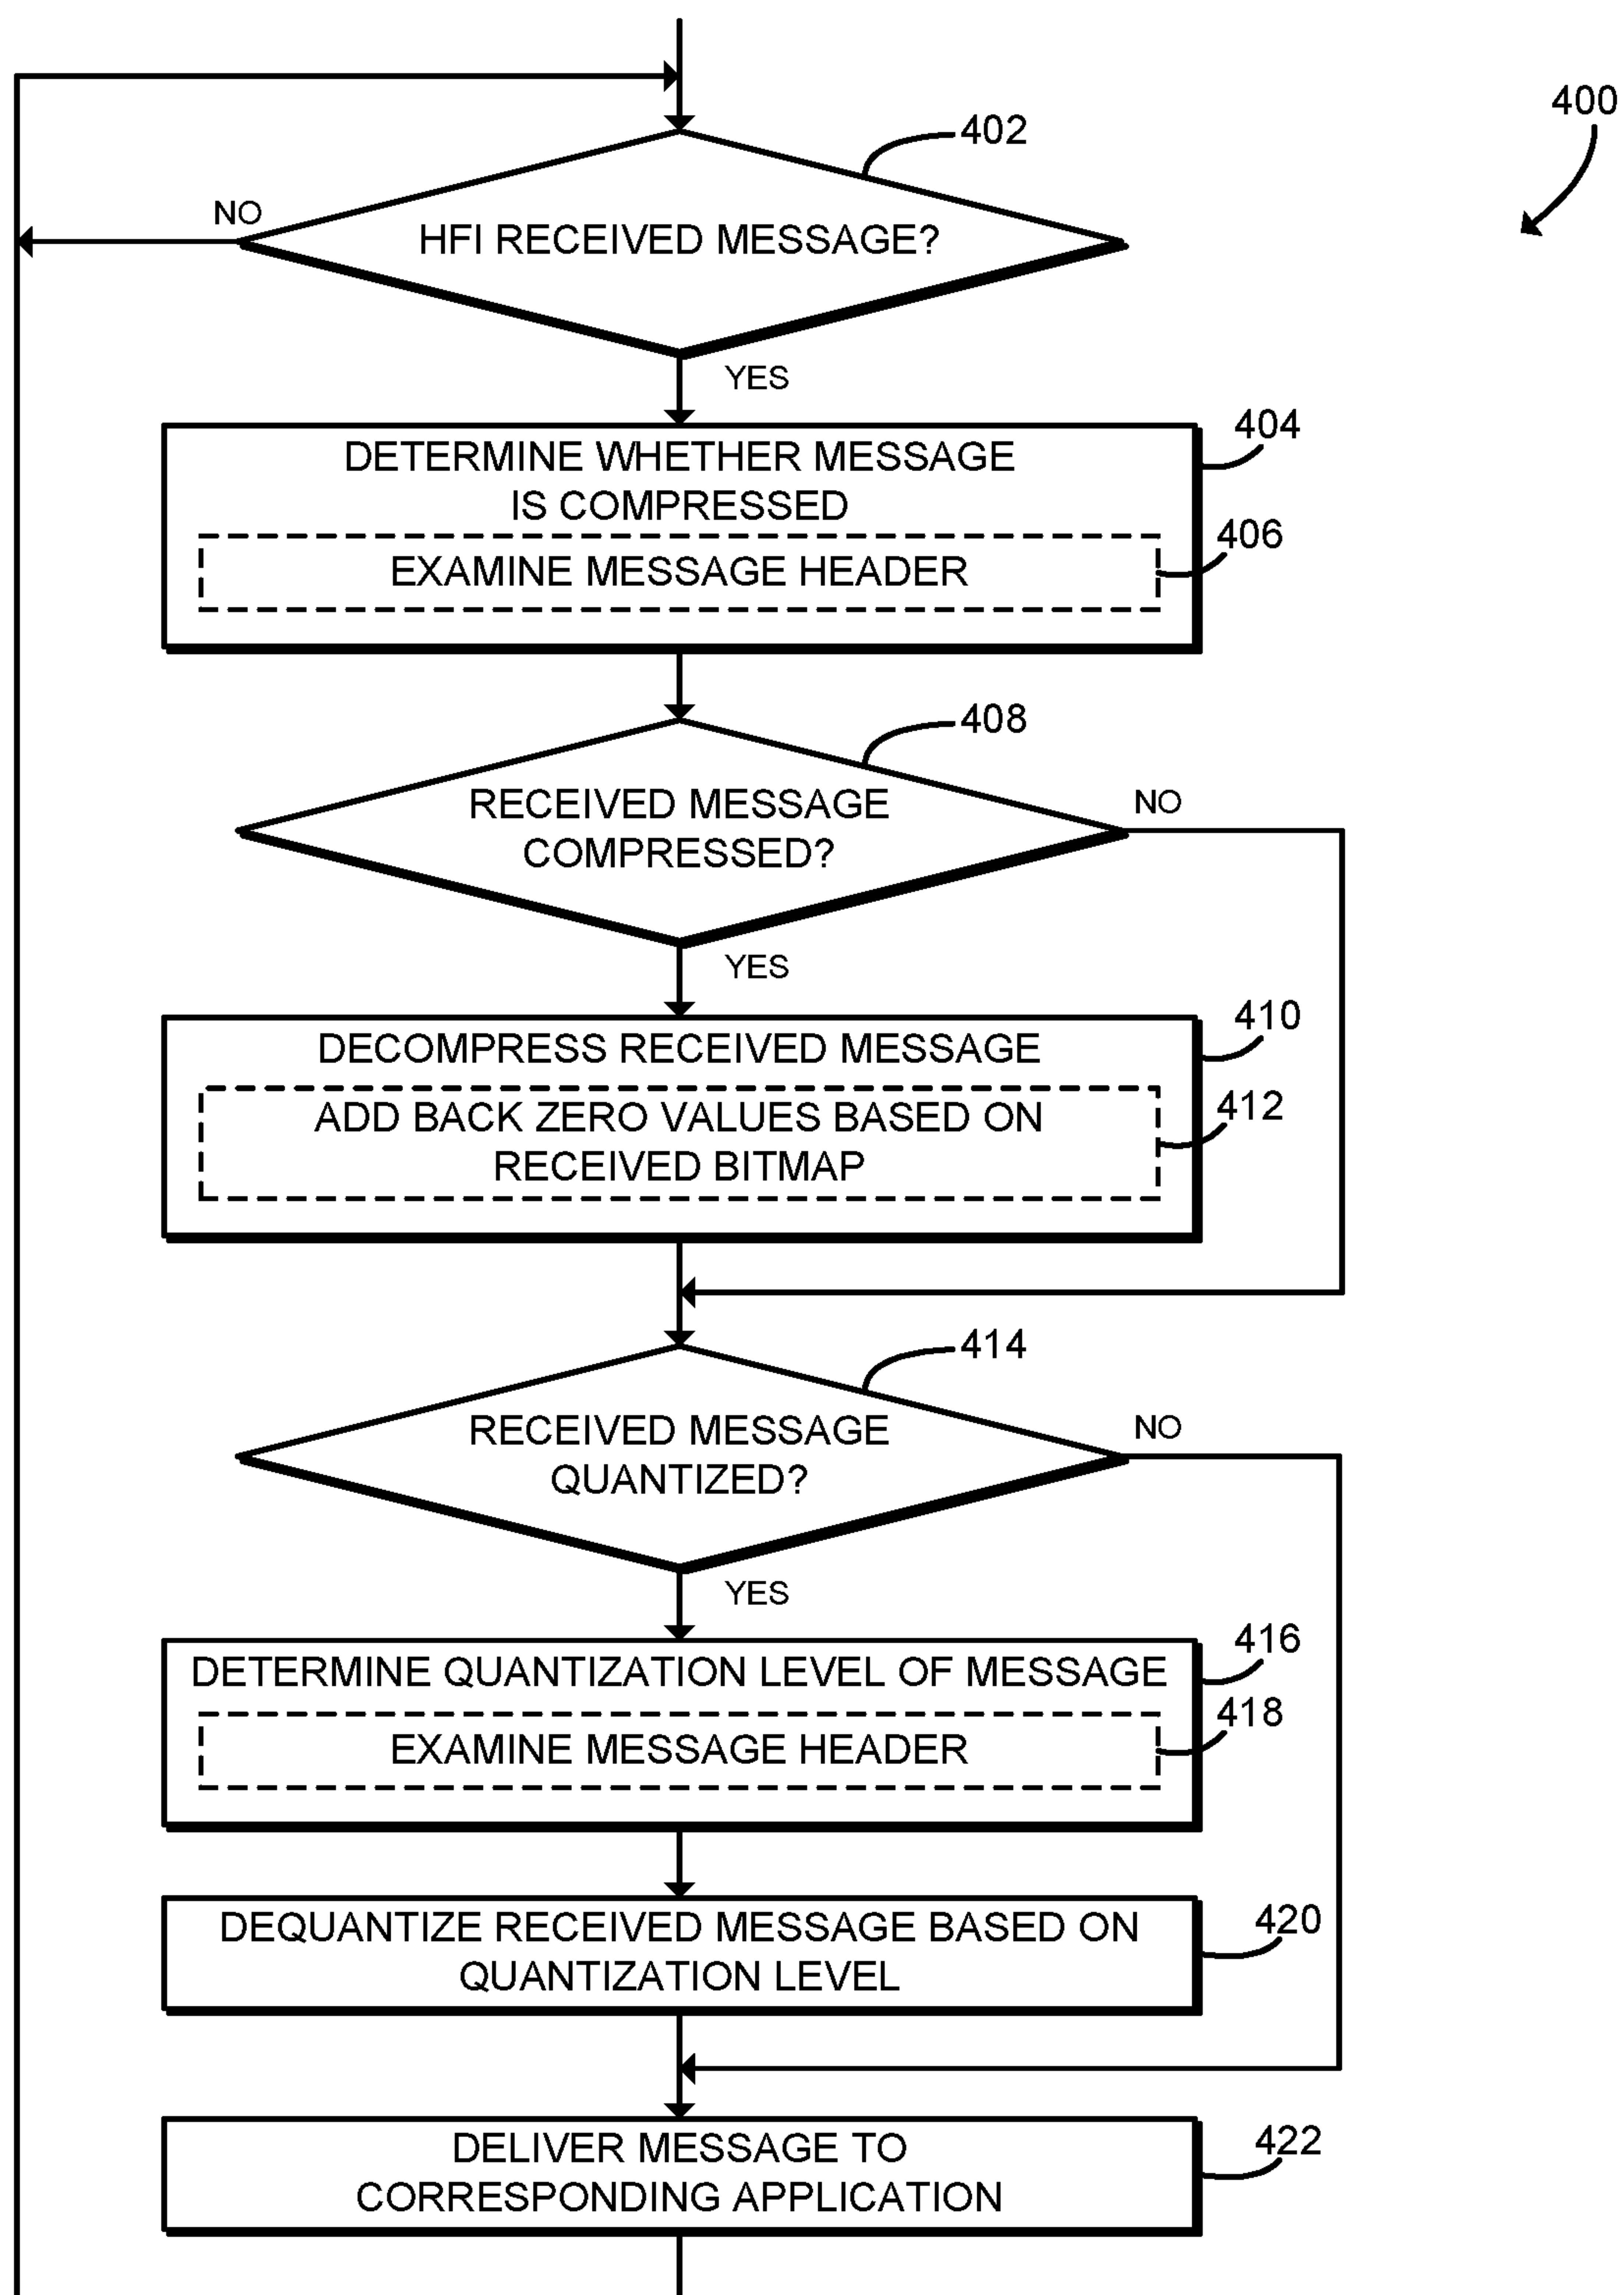 400
402
NO
HFI RECEIVED MESSAGE?
YES
404
DETERMINE WHETHER MESSAGE
IS COMPRESSED
406
EXAMINE MESSAGE HEADER
408
RECEIVED MESSAGE
COMPRESSED?
NO
YES
410
DECOMPRESS RECEIVED MESSAGE
412
ADD BACK ZERO VALUES BASED ON
RECEIVED BITMAP
414
RECEIVED MESSAGE
QUANTIZED?
NO
YES
416
DETERMINE QUANTIZATION LEVEL OF MESSAGE
418
EXAMINE MESSAGE HEADER
420
DEQUANTIZE RECEIVED MESSAGE BASED ON
QUANTIZATION LEVEL
422
DELIVER MESSAGE TO
CORRESPONDING APPLICATION